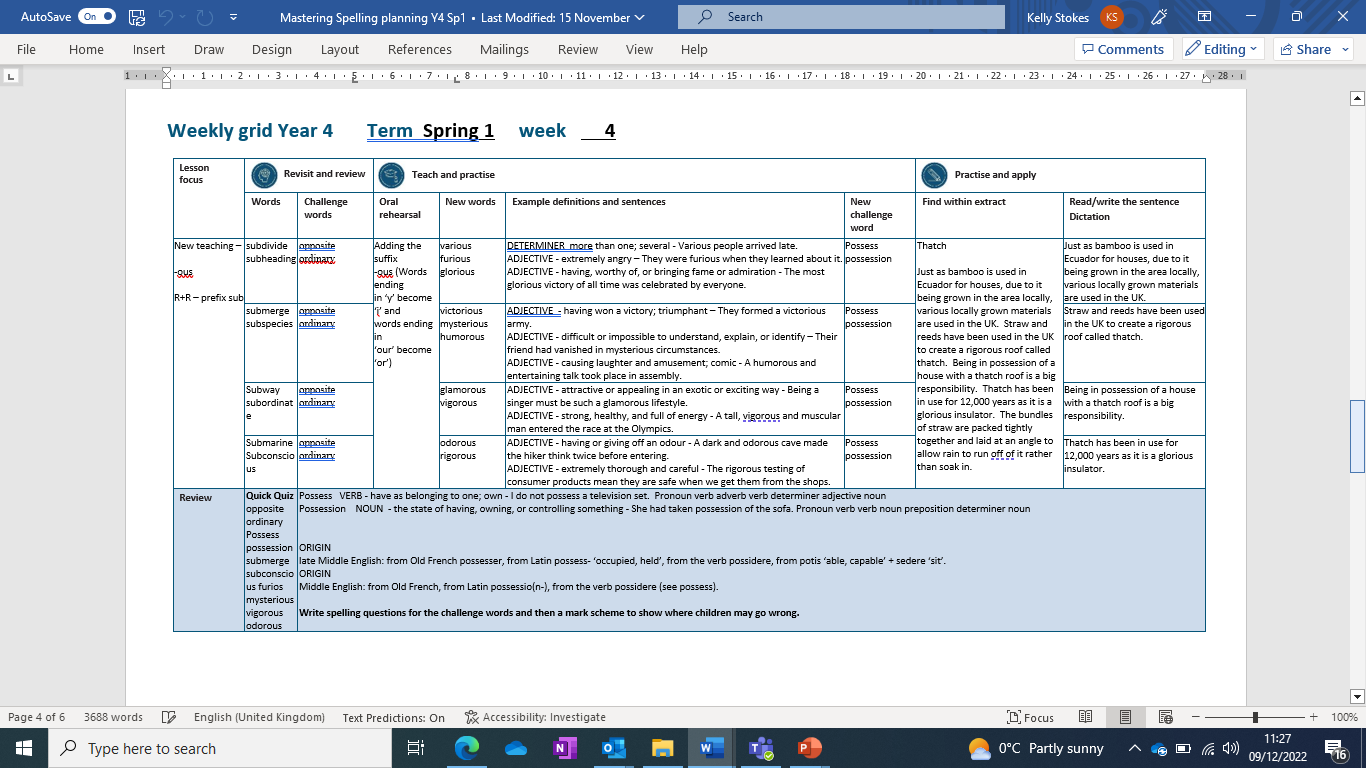 AutoSave On Mastering Spelling planning Y4 Sp1 • Last Modified: 15 November Search Kelly Stokes KS
File Home Insert Draw Design Layout References Mailings Review View Help Comments Editing Share
1 1 2 3 4 5 6 7 8 9 10 11 12 13 14 15 16 17 18 19 20 21 22 23 24 25 26 27 28
Weekly grid Year 4 Term Spring 1 week 4
Lesson
focus
Revisit and review
Teach and practise
Practise and apply
Words
Challenge
words
Oral
rehearsal
New words
Example definitions and sentences
New
challenge
word
Find within extract
Read/write the sentence
Dictation
New teaching –
-ous
R+R – prefix sub
subdivide
subheading
opposite
ordinary
Adding the
suffix
-ous (Words
ending
in ‘y’ become
‘i’ and
words ending
in
‘our’ become
‘or’)
various
furious
glorious
DETERMINER more than one; several - Various people arrived late.
ADJECTIVE - extremely angry – They were furious when they learned about it.
ADJECTIVE - having, worthy of, or bringing fame or admiration - The most
glorious victory of all time was celebrated by everyone.
Possess
possession
Thatch
Just as bamboo is used in
Ecuador for houses, due to it
being grown in the area locally,
various locally grown materials
are used in the UK. Straw and
reeds have been used in the UK
to create a rigorous roof called
thatch. Being in possession of a
house with a thatch roof is a big
responsibility. Thatch has been
in use for 12,000 years as it is a
glorious insulator. The bundles
of straw are packed tightly
together and laid at an angle to
allow rain to run off of it rather
than soak in.
Just as bamboo is used in
Ecuador for houses, due to it
being grown in the area locally,
various locally grown materials
are used in the UK.
submerge
subspecies
opposite
ordinary
victorious
mysterious
humorous
ADJECTIVE - having won a victory; triumphant – They formed a victorious
army.
ADJECTIVE - difficult or impossible to understand, explain, or identify – Their
friend had vanished in mysterious circumstances.
ADJECTIVE - causing laughter and amusement; comic - A humorous and
entertaining talk took place in assembly.
Possess
possession
Straw and reeds have been used
in the UK to create a rigorous
roof called thatch.
Subway
subordinat
e
opposite
ordinary
glamorous
vigorous
ADJECTIVE - attractive or appealing in an exotic or exciting way - Being a
singer must be such a glamorous lifestyle.
ADJECTIVE - strong, healthy, and full of energy - A tall, vigorous and muscular
man entered the race at the Olympics.
Possess
possession
Being in possession of a house
with a thatch roof is a big
responsibility.
Submarine
Subconscio
us
opposite
ordinary
odorous
rigorous
ADJECTIVE - having or giving off an odour - A dark and odorous cave made
the hiker think twice before entering.
ADJECTIVE - extremely thorough and careful - The rigorous testing of
consumer products mean they are safe when we get them from the shops.
Possess
possession
Thatch has been in use for
12,000 years as it is a glorious
insulator.
Review
Quick Quiz
opposite
ordinary
Possess
possession
submerge
subconscio
us furios
mysterious
vigorous
odorous
Possess VERB - have as belonging to one; own - I do not possess a television set. Pronoun verb adverb verb determiner adjective noun
Possession NOUN - the state of having, owning, or controlling something - She had taken possession of the sofa. Pronoun verb verb noun preposition determiner noun
ORIGIN
late Middle English: from Old French possesser, from Latin possess- ‘occupied, held’, from the verb possidere, from potis ‘able, capable’ + sedere ‘sit’.
ORIGIN
Middle English: from Old French, from Latin possessio(n-), from the verb possidere (see possess).
Write spelling questions for the challenge words and then a mark scheme to show where children may go wrong.
Page 4 of 6 3688 words English (United Kingdom) Text Predictions: On Accessibility: Investigate Focus 100%
Type here to search 0°C Partly sunny 11:27
09/12/2022 16